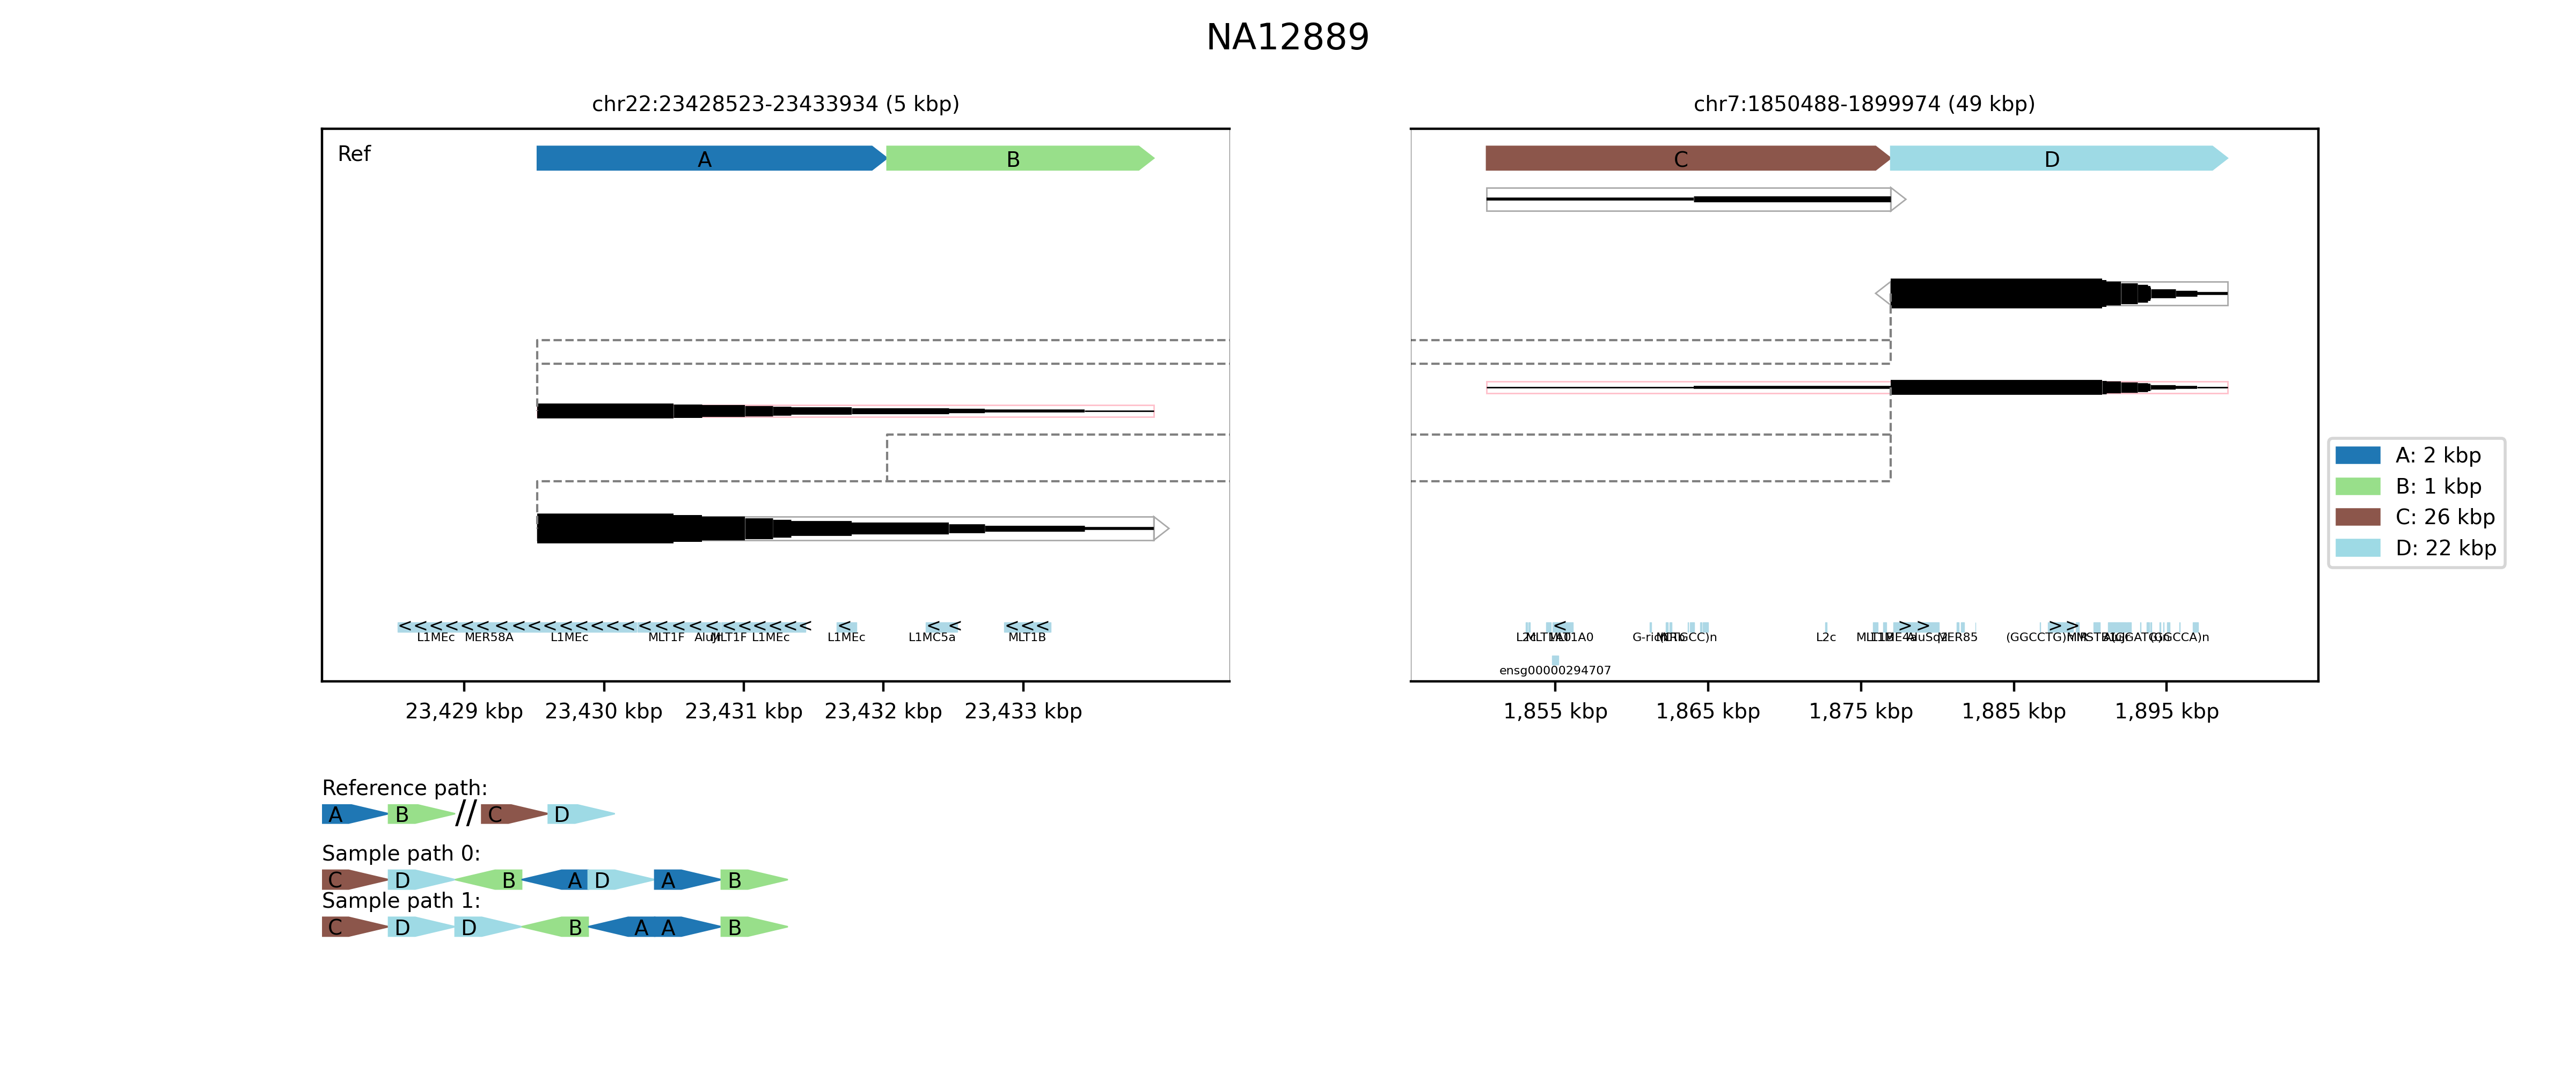 NA12889
chr22:23428523-23433934 (5 kbp)
chr7:1850488-1899974 (49 kbp)
Ref
A
B
C
D
A: 2 kbp
B: 1 kbp
C: 26 kbp
D: 22 kbp
L1MEc MER58A L1MEc MLT1F MLT1F L1MEc L1MEc L1MC5a MLT1B
L2c MER85
ensg00000294707
23,429 kbp 23,430 kbp 23,431 kbp 23,432 kbp 23,433 kbp
1,855 kbp 1,865 kbp 1,875 kbp 1,885 kbp 1,895 kbp
Reference path:
A B // C D
Sample path 0:
C D B A D A B
Sample path 1:
C D D B A A B